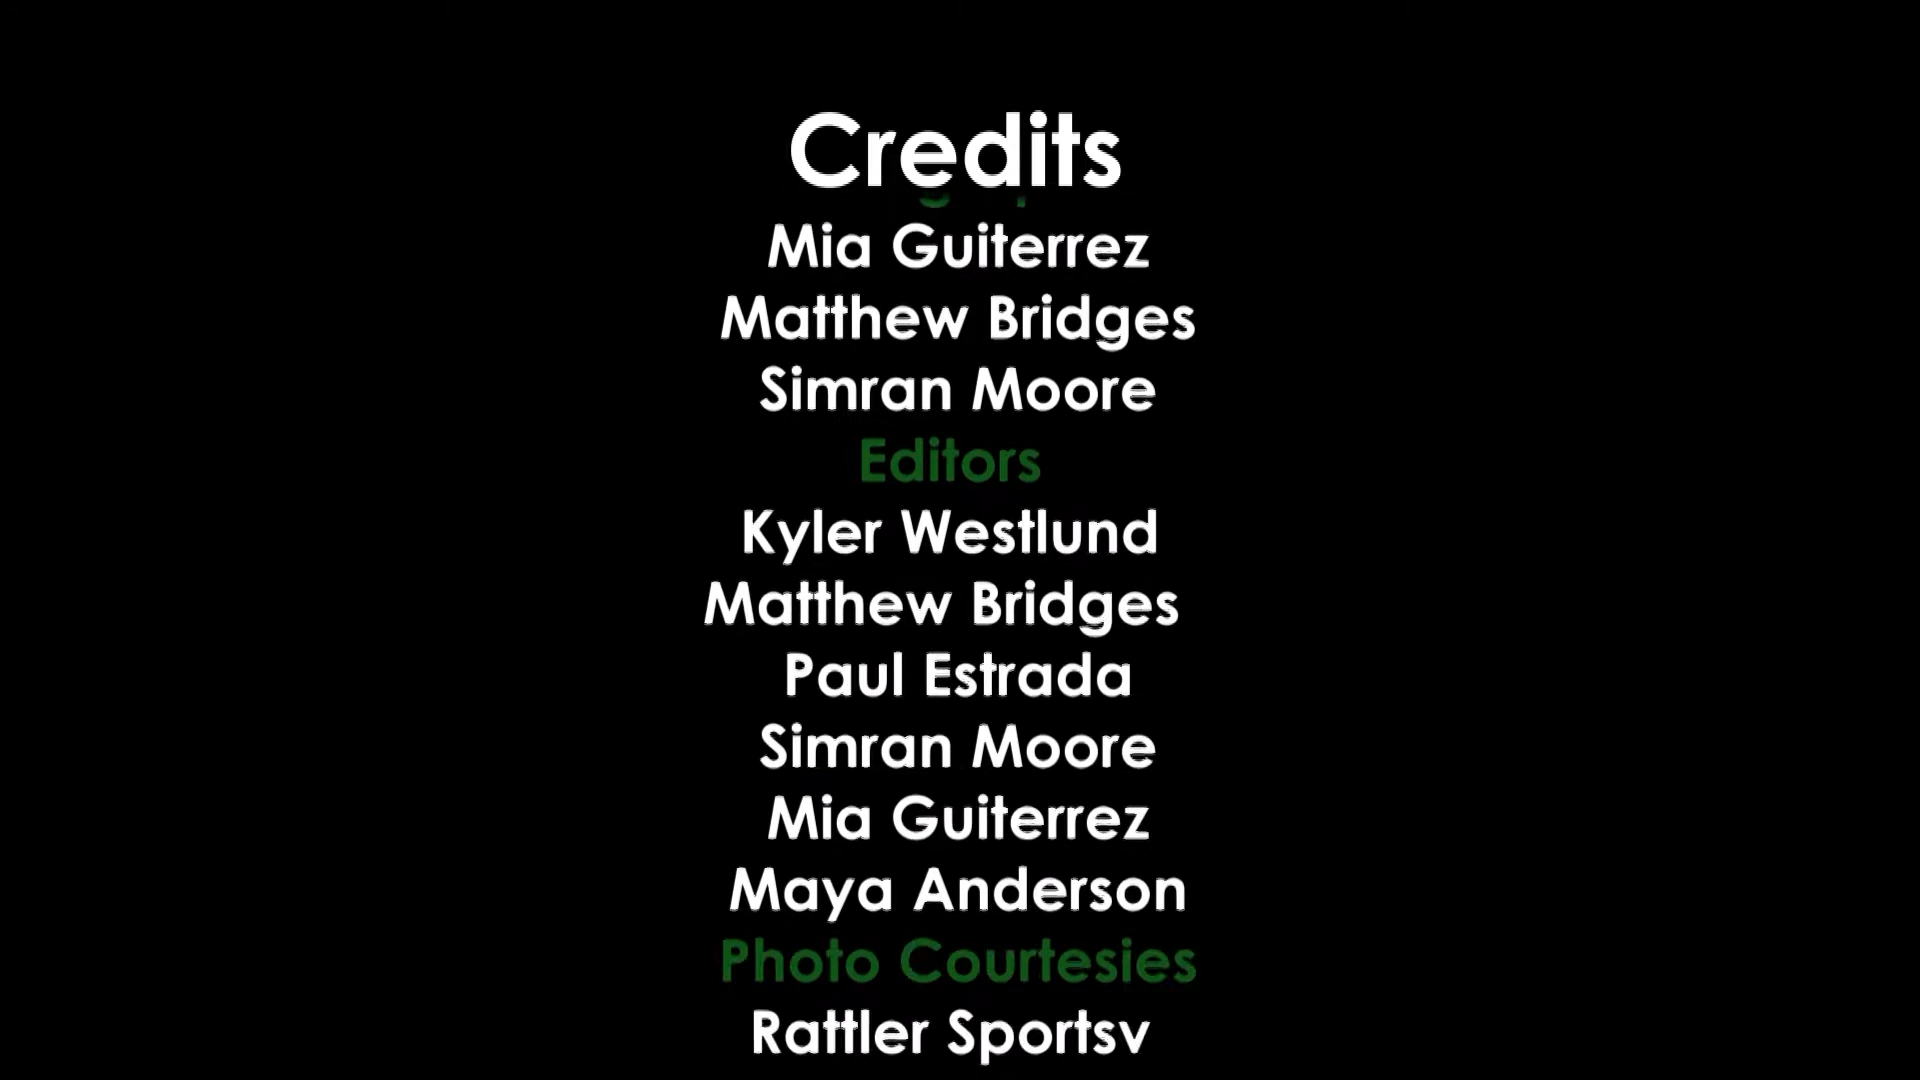 Credits
Mia Guiterrez
Matthew Bridges
Simran Moore
Editors
Kyler Westlund
Matthew Bridges
Paul Estrada
Simran Moore
Mia Guiterrez
Maya Anderson
Photo Courtesies
Rattler Sportsv